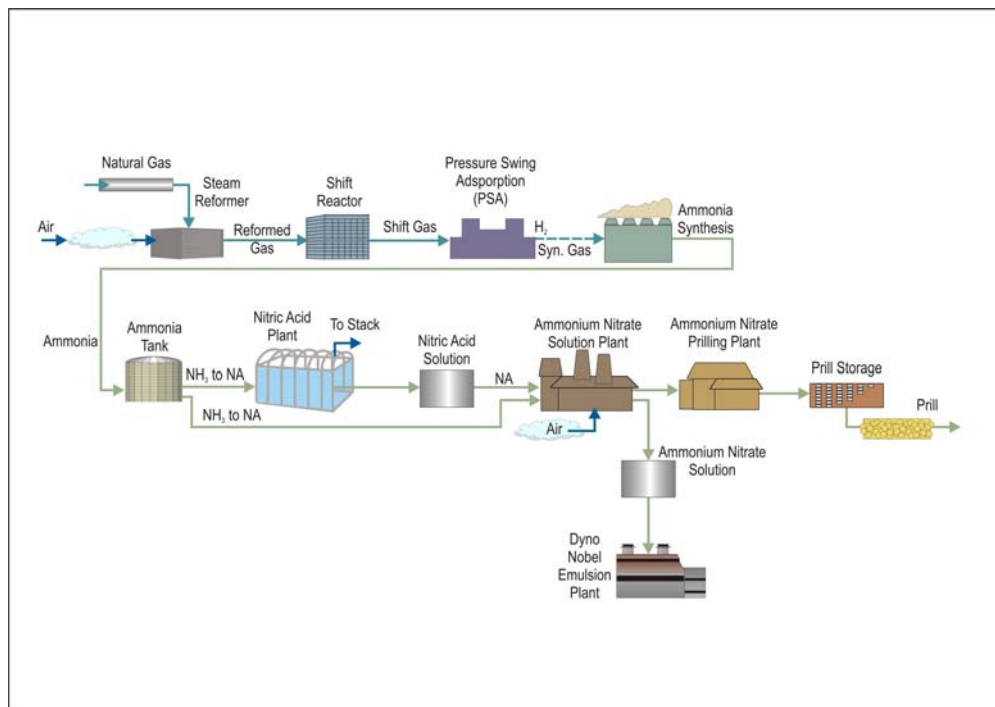 Natural Gas
Steam
Reformer
Air
Reformed
Gas
Shift
Reactor
Shift Gas
Pressure Swing
Adsporption
(PSA)
H₂
Syn. Gas
Ammonia
Synthesis
Ammonia
Ammonia
Tank
NH₃ to NA
NH₃ to NA
Nitric Acid
Plant
To Stack
Nitric Acid
Solution
NA
Ammonium Nitrate
Solution Plant
Air
Ammonium Nitrate
Prilling Plant
Prill Storage
Prill
Ammonium Nitrate
Solution
Dyno
Nobel
Emulsion
Plant